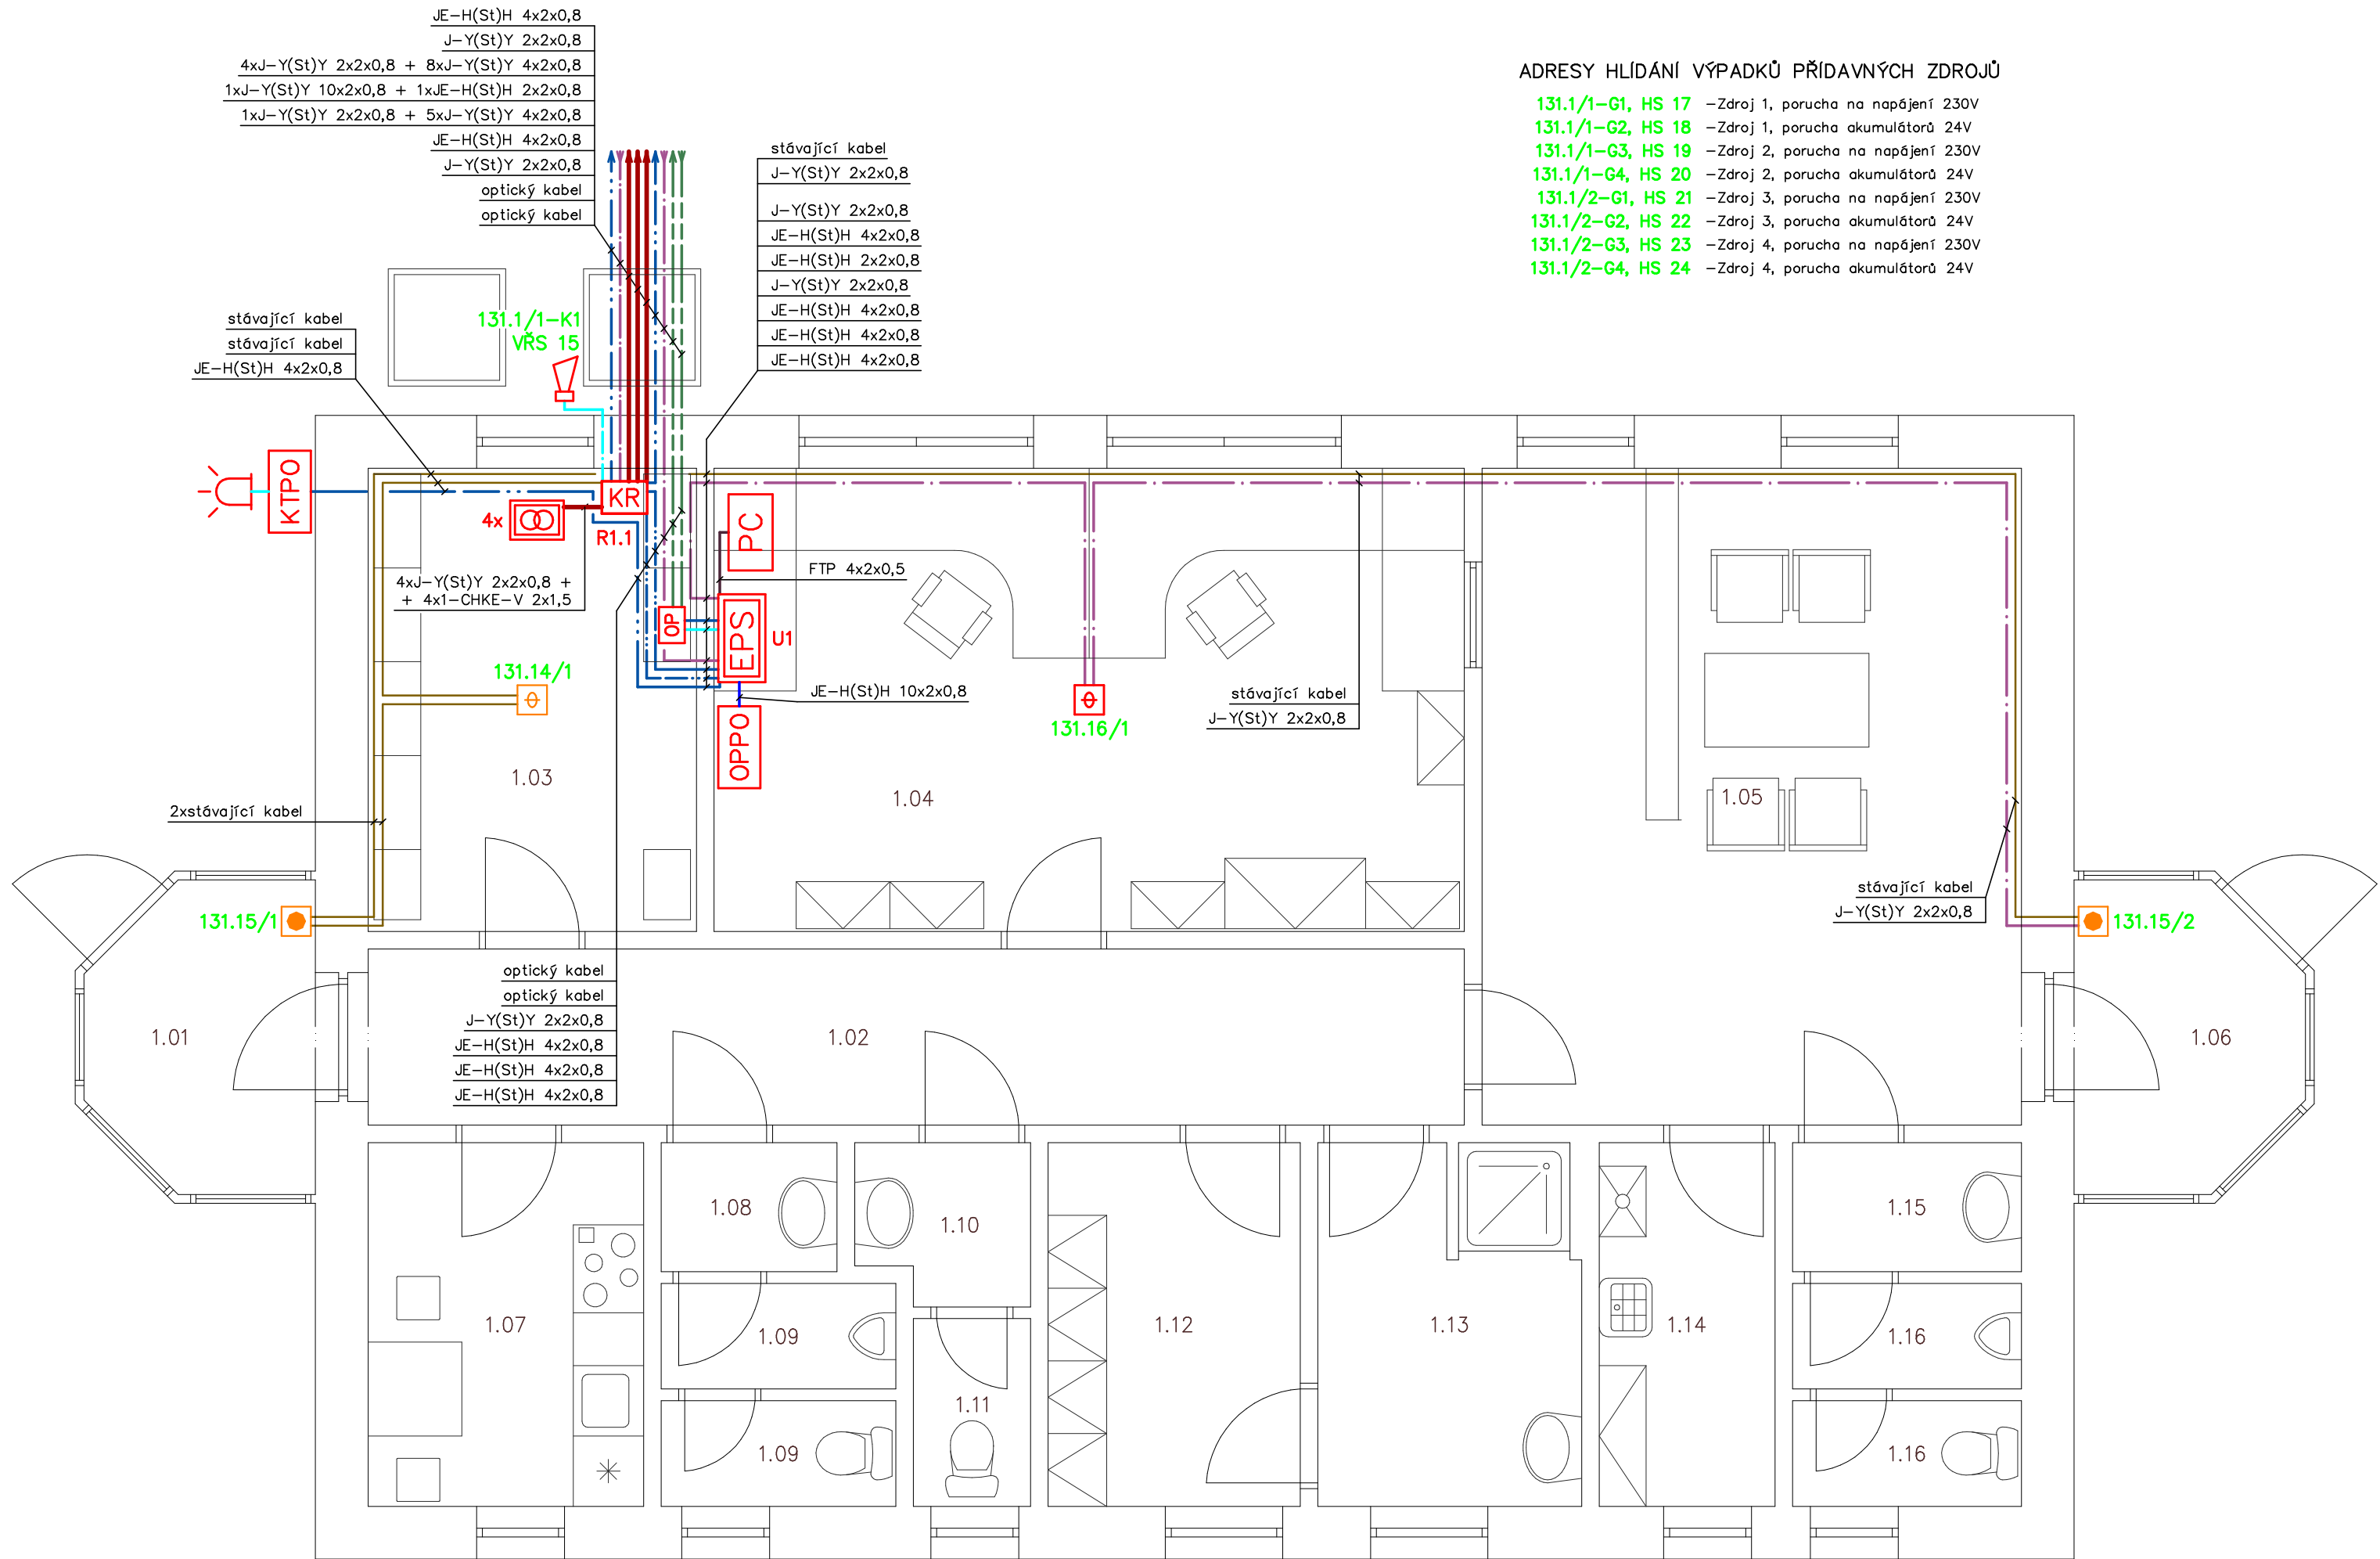 JE-H(St)H 4x2x0,8
J-Y(St)Y 2x2x0,8
4xJ-Y(St)Y 2x2x0,8 + 8xJ-Y(St)Y 4x2x0,8
1xJ-Y(St)Y 10x2x0,8 + 1xJE-H(St)H 2x2x0,8
1xJ-Y(St)Y 2x2x0,8 + 5xJ-Y(St)Y 4x2x0,8
JE-H(St)H 4x2x0,8
J-Y(St)Y 2x2x0,8
optický kabel
optický kabel
stávající kabel
J-Y(St)Y 2x2x0,8
J-Y(St)Y 2x2x0,8
JE-H(St)H 4x2x0,8
JE-H(St)H 2x2x0,8
J-Y(St)Y 2x2x0,8
JE-H(St)H 4x2x0,8
JE-H(St)H 4x2x0,8
JE-H(St)H 4x2x0,8
ADRESY HLÍDÁNÍ VÝPADKŮ PŘÍDAVNÝCH ZDROJŮ
131.1/1-G1, HS 17 -Zdroj 1, porucha na napájení 230V
131.1/1-G2, HS 18 -Zdroj 1, porucha akumulátorů 24V
131.1/1-G3, HS 19 -Zdroj 2, porucha na napájení 230V
131.1/1-G4, HS 20 -Zdroj 2, porucha akumulátorů 24V
131.1/2-G1, HS 21 -Zdroj 3, porucha na napájení 230V
131.1/2-G2, HS 22 -Zdroj 3, porucha akumulátorů 24V
131.1/2-G3, HS 23 -Zdroj 4, porucha na napájení 230V
131.1/2-G4, HS 24 -Zdroj 4, porucha akumulátorů 24V
131.1/1-K1
VŘS 15
stávající kabel
stávající kabel
JE-H(St)H 4x2x0,8
KTPO
4x
KR
R1.1
PC
4xJ-Y(St)Y 2x2x0,8 +
+ 4x1-CHKE-V 2x1,5
FTP 4x2x0,5
OP
EPS
U1
131.14/1
JE-H(St)H 10x2x0,8
OPPO
131.16/1
stávající kabel
J-Y(St)Y 2x2x0,8
1.03
1.04
1.05
2xstávající kabel
131.15/1
stávající kabel
J-Y(St)Y 2x2x0,8
131.15/2
optický kabel
optický kabel
J-Y(St)Y 2x2x0,8
JE-H(St)H 4x2x0,8
JE-H(St)H 4x2x0,8
JE-H(St)H 4x2x0,8
1.01
1.02
1.06
1.08
1.10
1.15
1.07
1.09
1.12
1.13
1.14
1.16
1.11
1.09
1.16